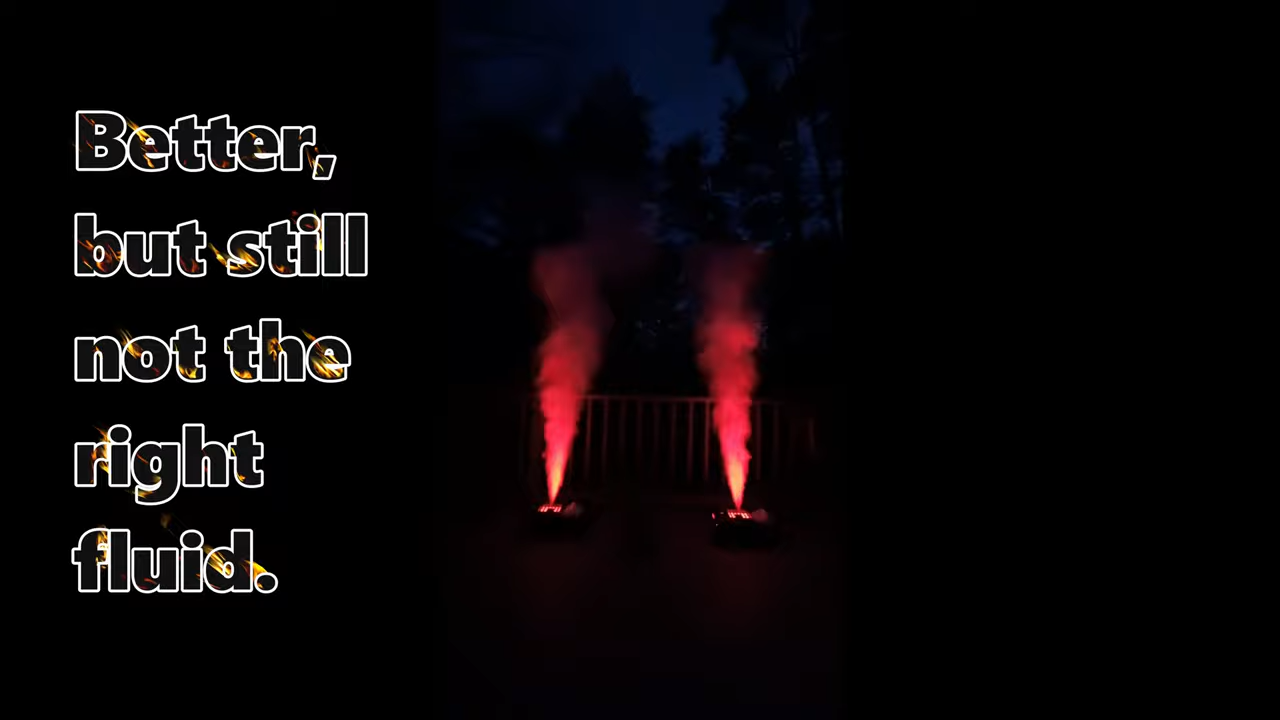 Better,
but still
not the
right
fluid.